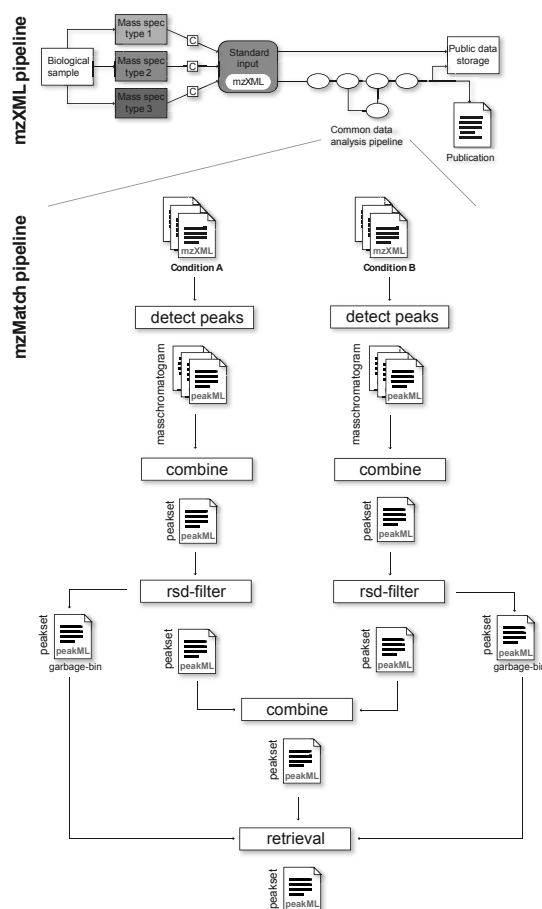 mzXML pipeline
Biological
sample
Mass spec
type 1
Mass spec
type 2
Mass spec
type 3
C
C
C
Standard
input
mzXML
Common data
analysis pipeline
Public data
storage
Publication
mzMatch pipeline
mzXML
Condition A
mzXML
Condition B
detect peaks
detect peaks
masschromatogram
peakML
masschromatogram
peakML
combine
combine
peakset
peakML
peakset
peakML
rsd-filter
rsd-filter
peakset
peakML
garbage-bin
peakset
peakML
peakset
peakML
peakset
peakML
garbage-bin
combine
peakset
peakML
retrieval
peakset
peakML